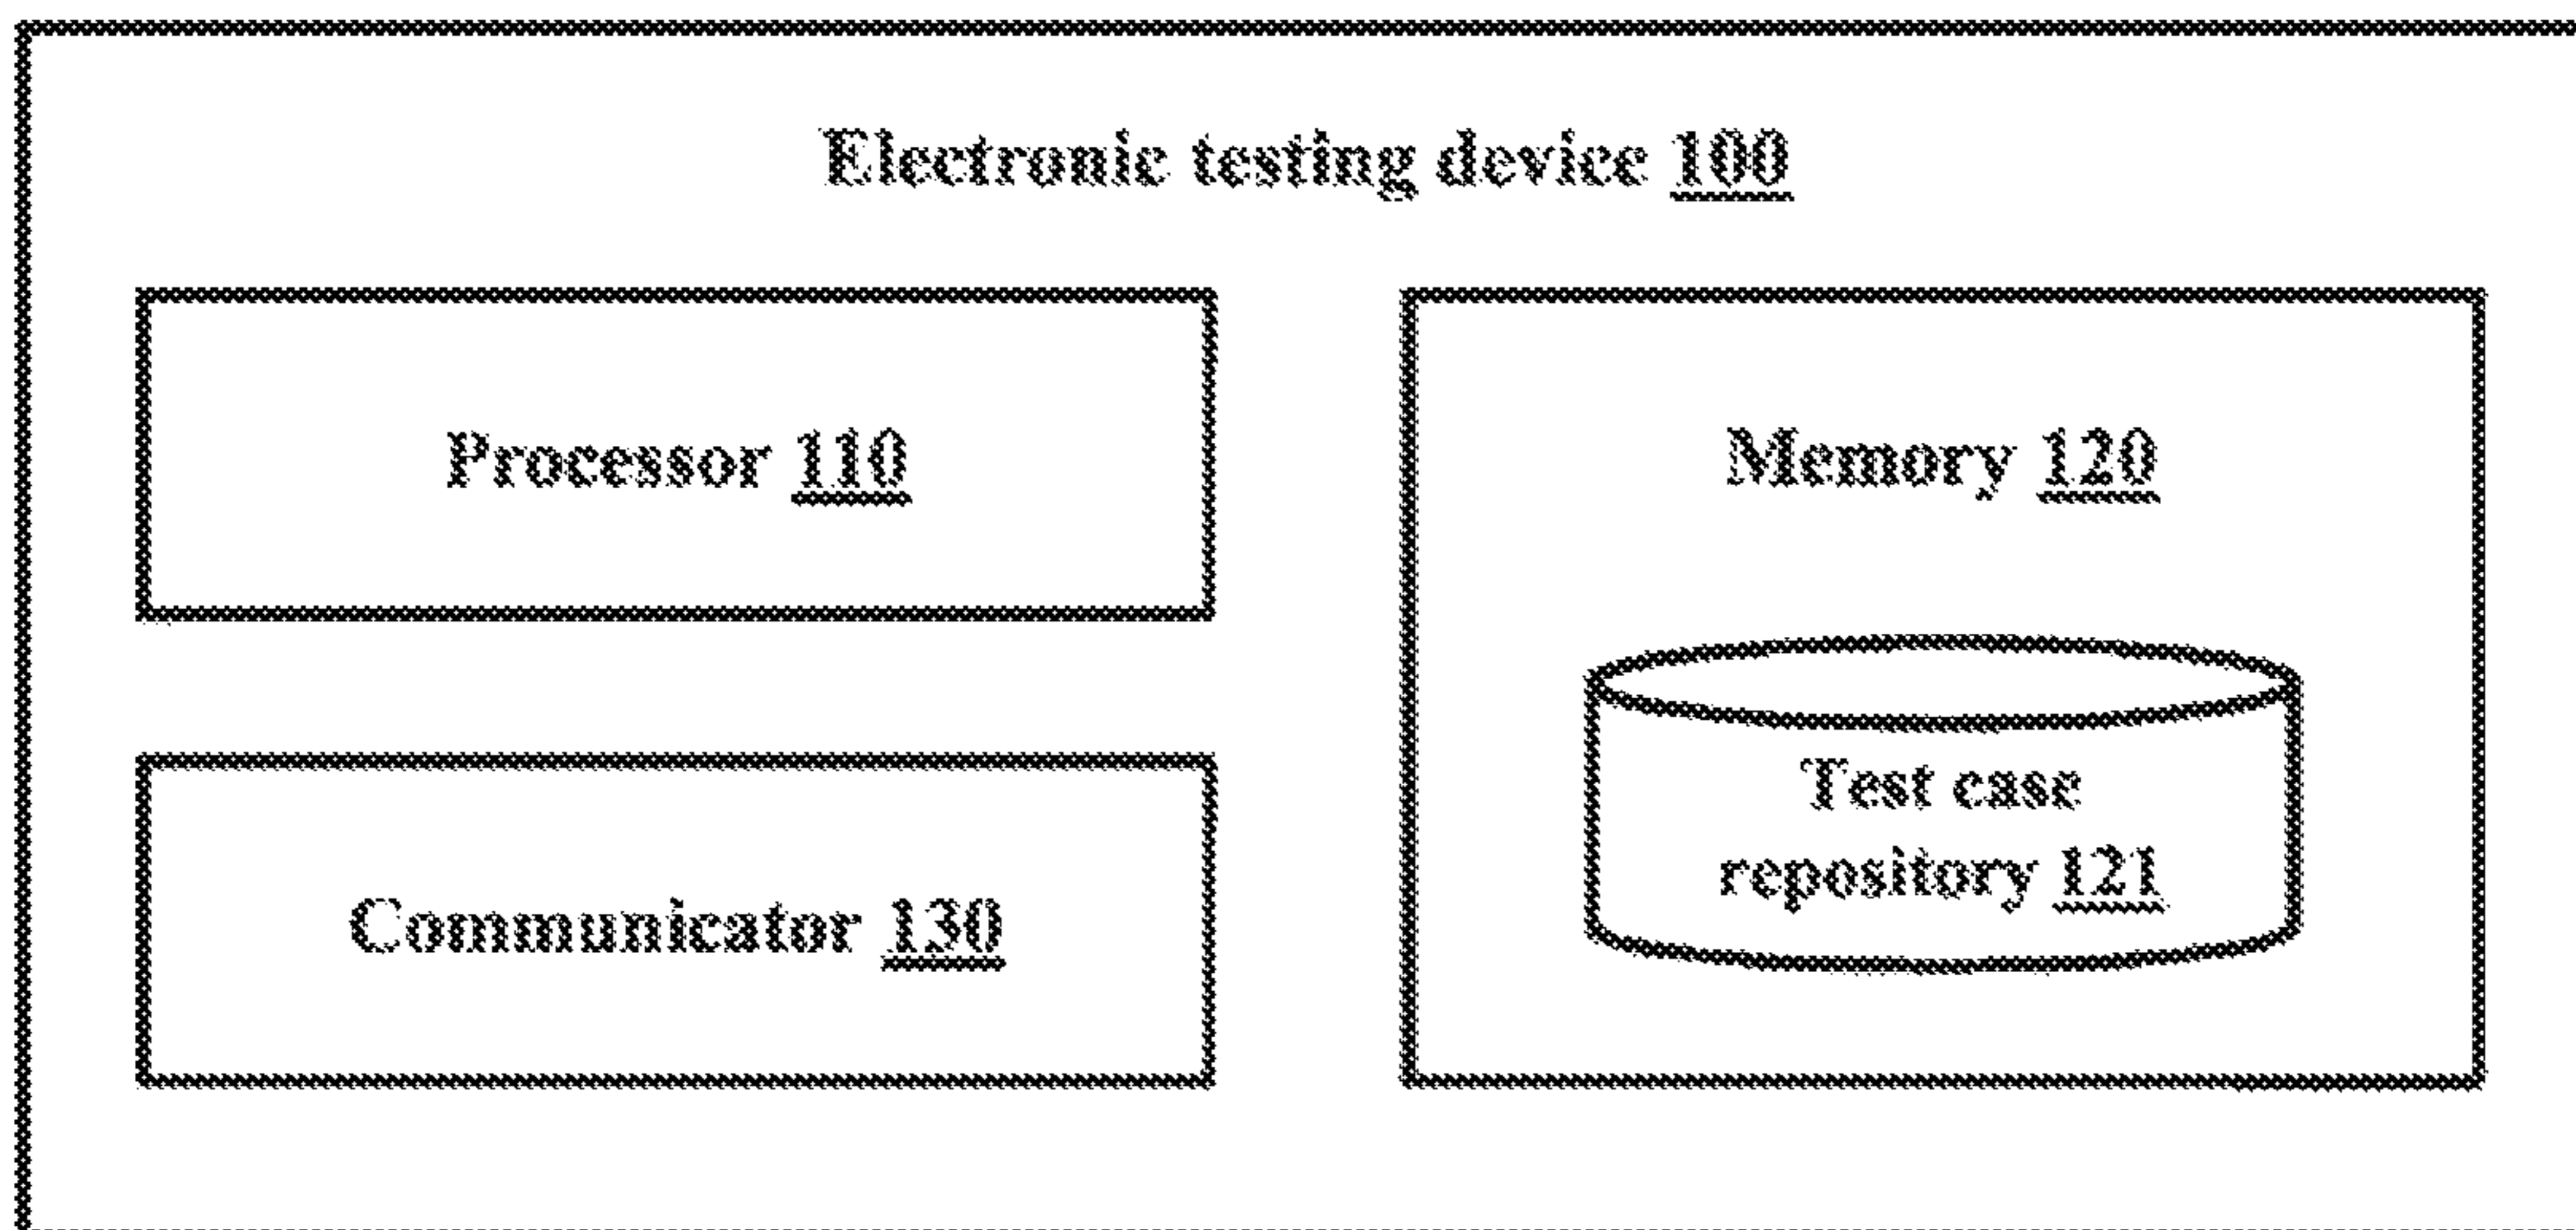 Electronic testing device 100
Processor 110
Memory 120
Test case
repository 121
Communicator 130